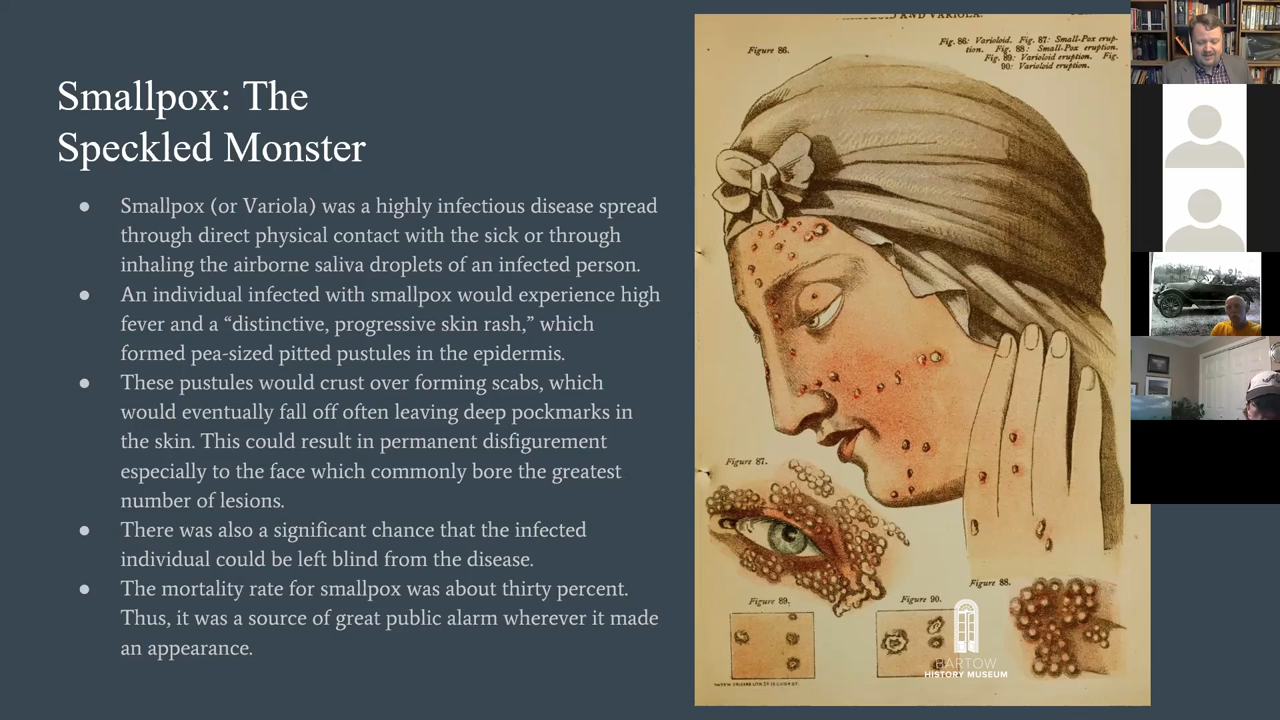 Smallpox: The
Speckled Monster
● Smallpox (or Variola) was a highly infectious disease spread
through direct physical contact with the sick or through
inhaling the airborne saliva droplets of an infected person.
● An individual infected with smallpox would experience high
fever and a “distinctive, progressive skin rash,” which
formed pea-sized pitted pustules in the epidermis.
● These pustules would crust over forming scabs, which
would eventually fall off often leaving deep pockmarks in
the skin. This could result in permanent disfigurement
especially to the face which commonly bore the greatest
number of lesions.
● There was also a significant chance that the infected
individual could be left blind from the disease.
● The mortality rate for smallpox was about thirty percent.
Thus, it was a source of great public alarm wherever it made
an appearance.
AND VARIOLA.
Figure 86.
Fig. 86: Varioloid. Fig. 87: Small-Pox erup-
tion. Fig. 88: Small-Pox eruption.
Fig. 89: Varioloid eruption. Fig.
90: Varioloid eruption.
Figure 87.
Figure 88.
Figure 89.
Figure 90.
BARTOW
HISTORY MUSEUM